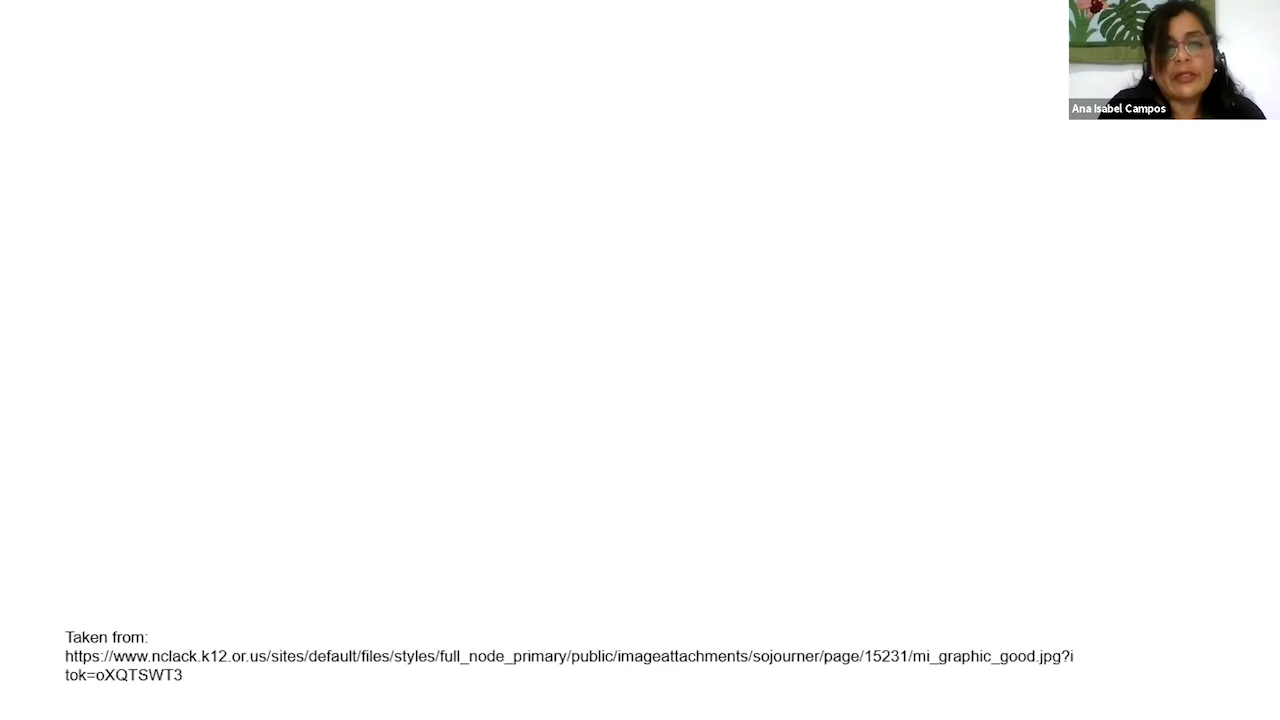 Ana Isabel Campos
Taken from:
https://www.nclack.k12.or.us/sites/default/files/styles/full_node_primary/public/imageattachments/sojourner/page/15231/mi_graphic_good.jpg?i
tok=oXQTSWT3